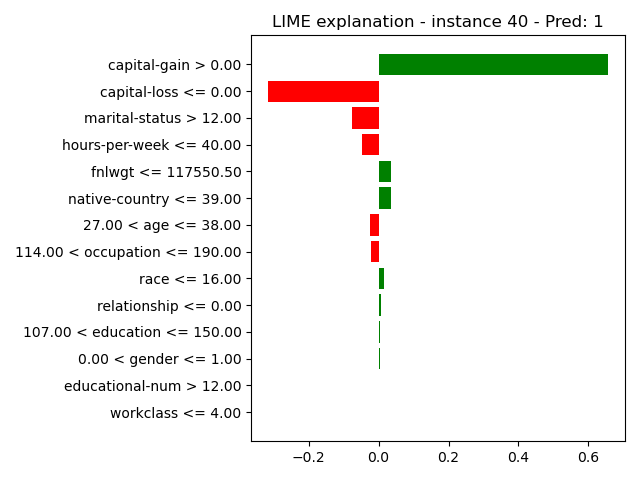 LIME explanation - instance 40 - Pred: 1
capital-gain > 0.00
capital-loss <= 0.00
marital-status > 12.00
hours-per-week <= 40.00
fnlwgt <= 117550.50
native-country <= 39.00
27.00 < age <= 38.00
114.00 < occupation <= 190.00
race <= 16.00
relationship <= 0.00
107.00 < education <= 150.00
0.00 < gender <= 1.00
educational-num > 12.00
workclass <= 4.00
−0.2 0.0 0.2 0.4 0.6